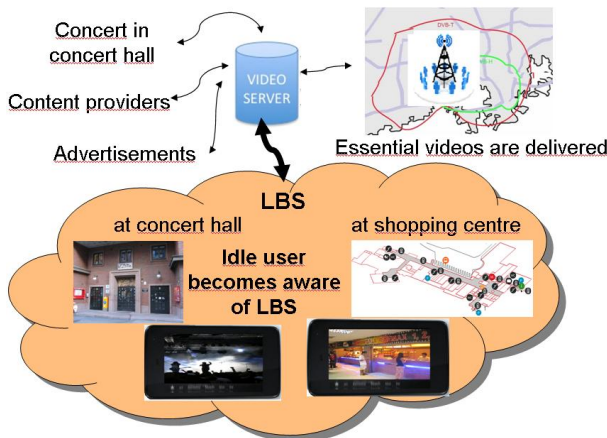 Concert in
concert hall
VIDEO
SERVER
Content providers
Advertisements
DVB-T
Essential videos are delivered
LBS
at concert hall
at shopping centre
Idle user
becomes aware
of LBS